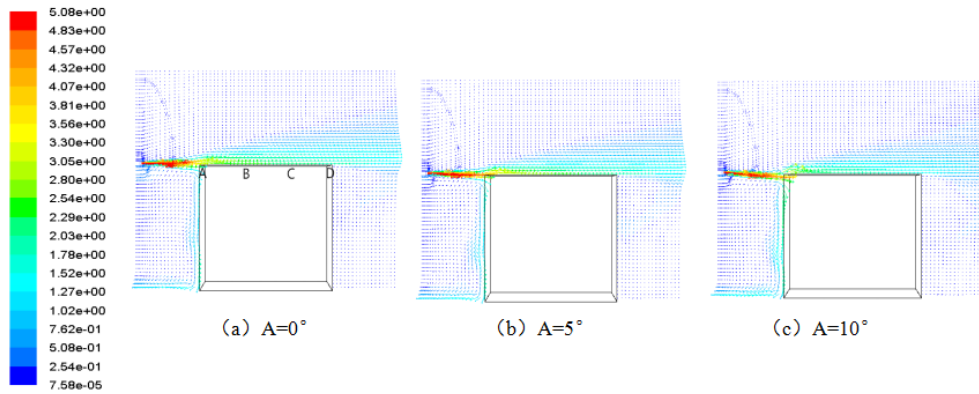 5.08e+00
4.83e+00
4.57e+00
4.32e+00
4.07e+00
3.81e+00
3.56e+00
3.30e+00
3.05e+00
2.80e+00
2.54e+00
2.29e+00
2.03e+00
1.78e+00
1.52e+00
1.27e+00
1.02e+00
7.62e-01
5.08e-01
2.54e-01
7.58e-05
A B C D
（a）A=0°
（b）A=5°
（c）A=10°